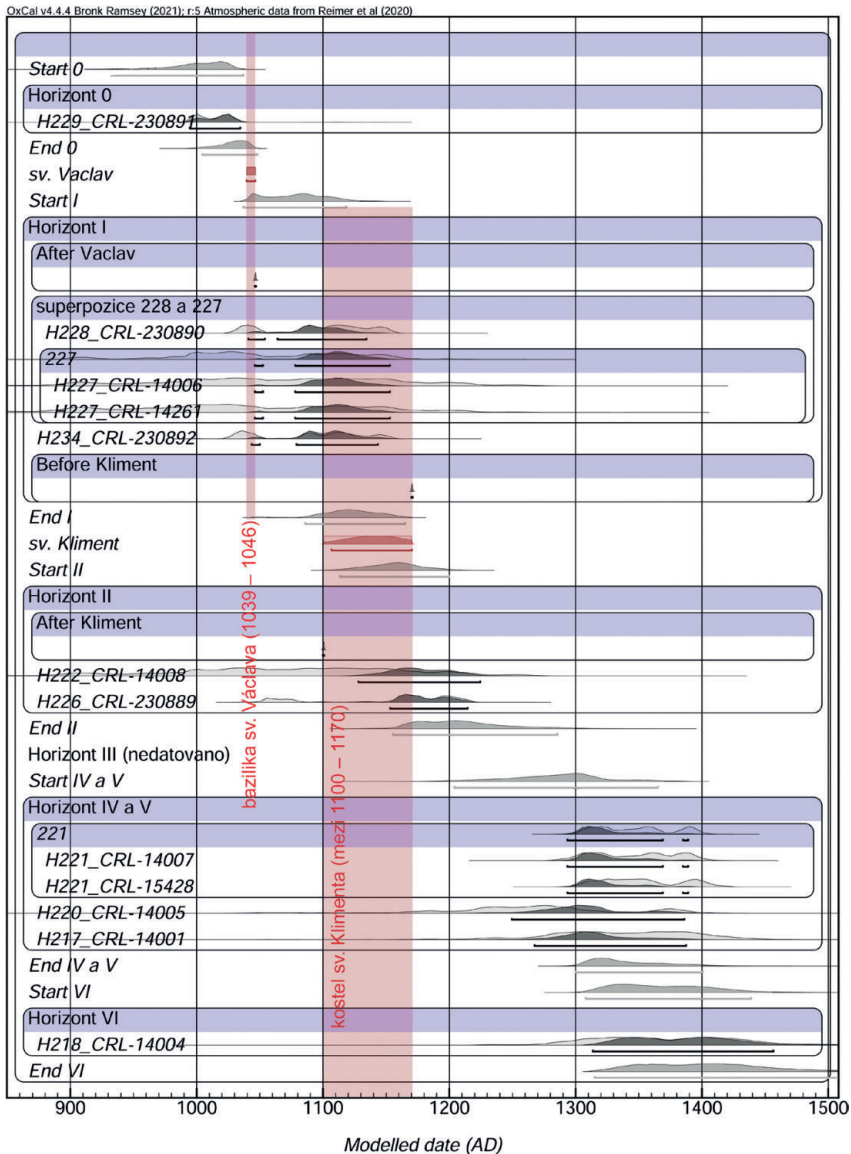 OxCal v4.4.4 Bronk Ramsey (2021); r:5 Atmospheric data from Reimer et al (2020)
Start 0
Horizont 0
H229_CRL-230891
End 0
sv. Vaclav
Start I
Horizont I
After Vaclav
superpozice 228 a 227
H228_CRL-230890
227
H227_CRL-14006
H227_CRL-14261
H234_CRL-230892
Before Kliment
End I
sv. Kliment
Start II
Horizont II
After Kliment
H222_CRL-14008
H226_CRL-230889
End II
Horizont III (nedatovano)
Start IV a V
Horizont IV a V
221
H221_CRL-14007
H221_CRL-15428
H220_CRL-14005
H217_CRL-14001
End IV a V
Start VI
Horizont VI
H218_CRL-14004
End VI
bazilika sv. Václava (1039 – 1046)
kostel sv. Klimenta (mezi 1100 – 1170)
900 1000 1100 1200 1300 1400 1500
Modelled date (AD)